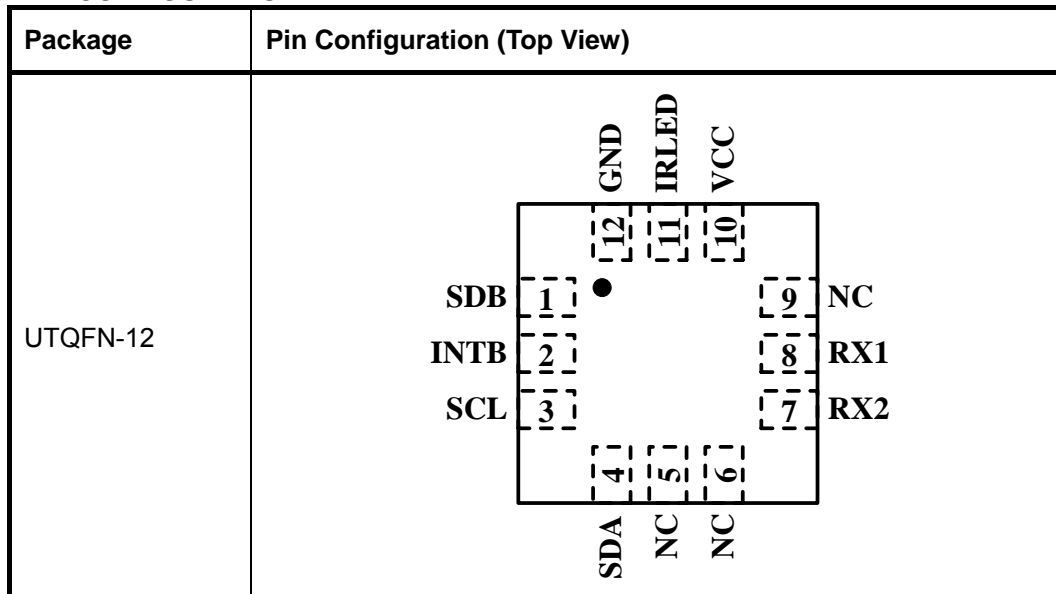 Package Pin Configuration (Top View)
UTQFN-12
GND IRLED VCC
12 11 10
SDB 1 9 NC
INTB 2 8 RX1
SCL 3 7 RX2
4 5 6
SDA NC NC